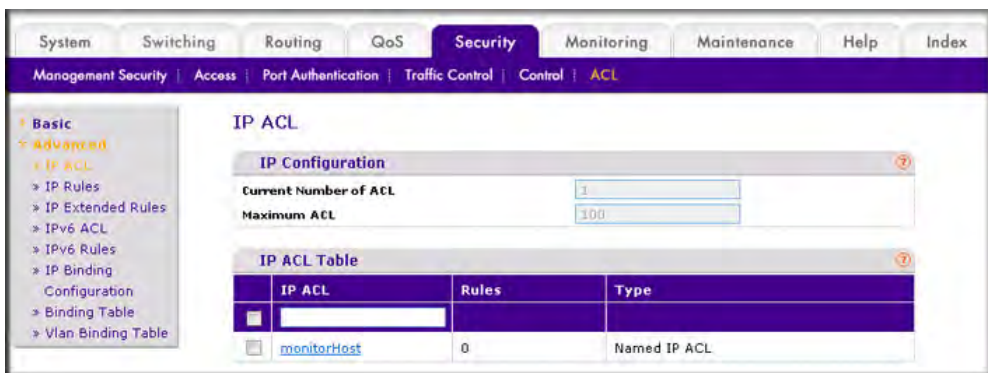 System Switching Routing QoS Security Monitoring Maintenance Help Index
Management Security Access Port Authentication Traffic Control Control ACL
Basic
Advanced
» IP ACL
» IP Rules
» IP Extended Rules
» IPv6 ACL
» IPv6 Rules
» IP Binding
Configuration
» Binding Table
» Vlan Binding Table
IP ACL
IP Configuration ?
Current Number of ACL 1
Maximum ACL 100
IP ACL Table ?
IP ACL Rules Type
monitorHost 0 Named IP ACL